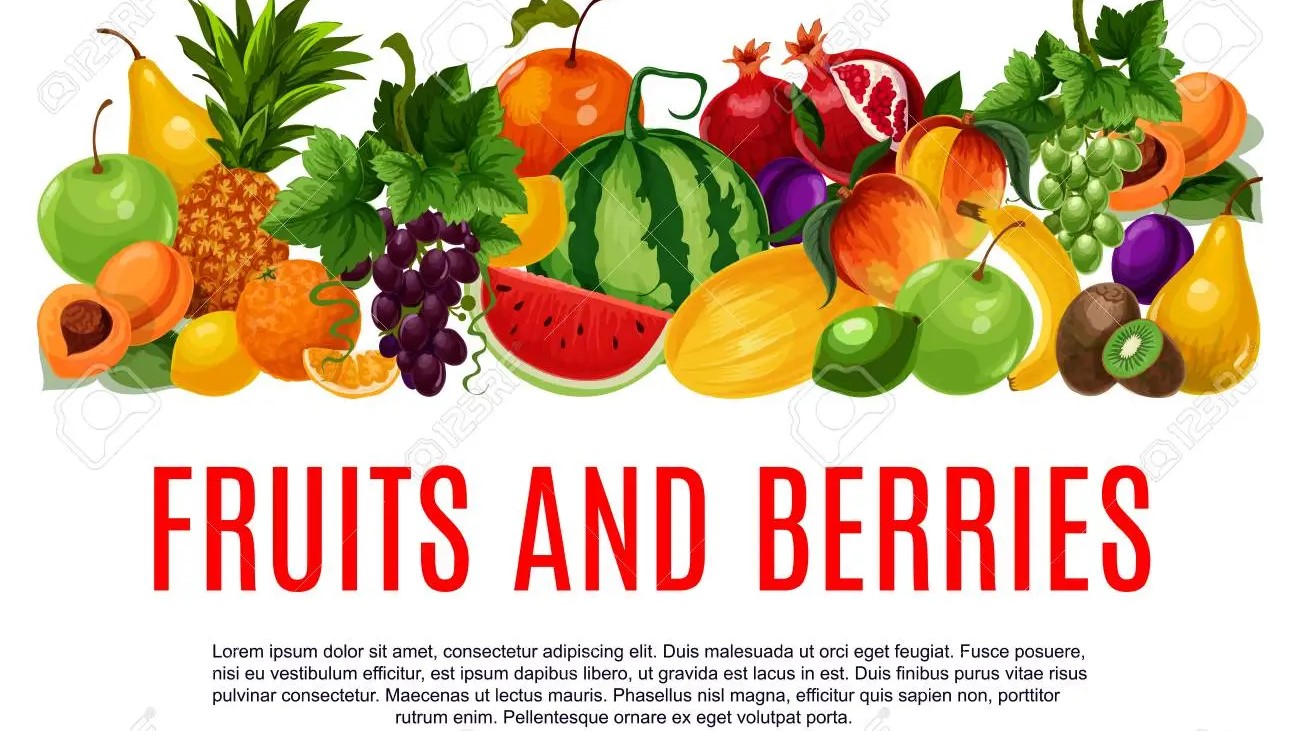 FRUITS AND BERRIES
Lorem ipsum dolor sit amet, consectetur adipiscing elit. Duis malesuada ut orci eget feugiat. Fusce posuere,
nisi eu vestibulum efficitur, est ipsum dapibus libero, ut gravida est lacus in est. Duis finibus purus vitae risus
pulvinar consectetur. Maecenas ut lectus mauris. Phasellus nisl magna, efficitur quis sapien non, porttitor
rutrum enim. Pellentesque ornare ex eget volutpat porta.